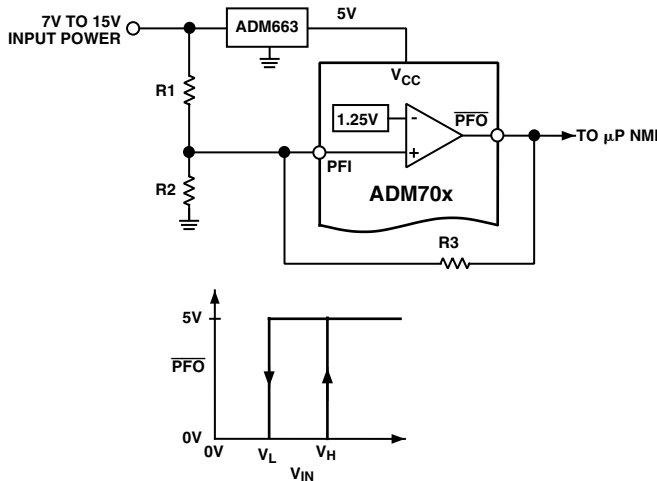 7V TO 15V
INPUT POWER
ADM663
5V
VCC
R1
1.25V
-
PFO
TO μP NMI
+
PFI
R2
ADM70x
R3
5V
PFO
0V
0V
VL
VH
VIN